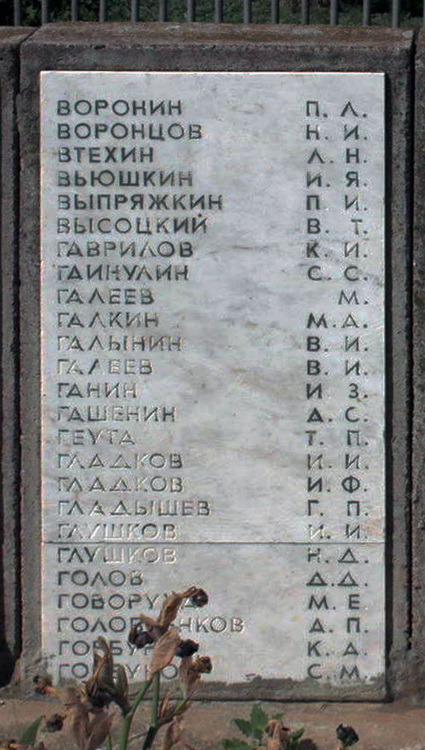 ВОРОНИН П. Л.
ВОРОНЦОВ Н. И.
ВТЕХИН Л. Н.
ВЬЮШКИН И. Я.
ВЫПРЯЖКИН П. И.
ВЫСОЦКИЙ В. Т.
ГАВРИЛОВ К. И.
ГАИНУЛИН С. С.
ГАЛЕЕВ М.
ГАЛКИН М. А.
ГАЛЫНИН В. И.
ГАЛЕЕВ В. И.
ГАНИН И. З.
ГАШЕНИН Д. С.
ГЕУТА Т. П.
ГЛАДКОВ И. И.
ГЛАДКОВ И. Ф.
ГЛАДЫШЕВ Г. П.
ГЛУШКОВ И. И.
ГЛУШКОВ Н. Д.
ГОЛОВ Д. Д.
М. Е.
А. П.
К. А.
С. М.